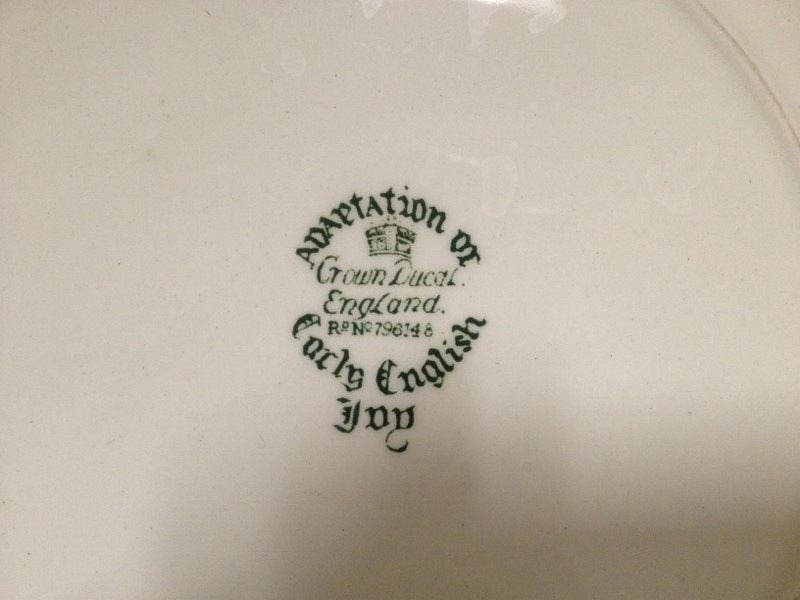 ADAPTATION OF
Crown Ducal.
England.
Rd No 796148
Early English
Ivy